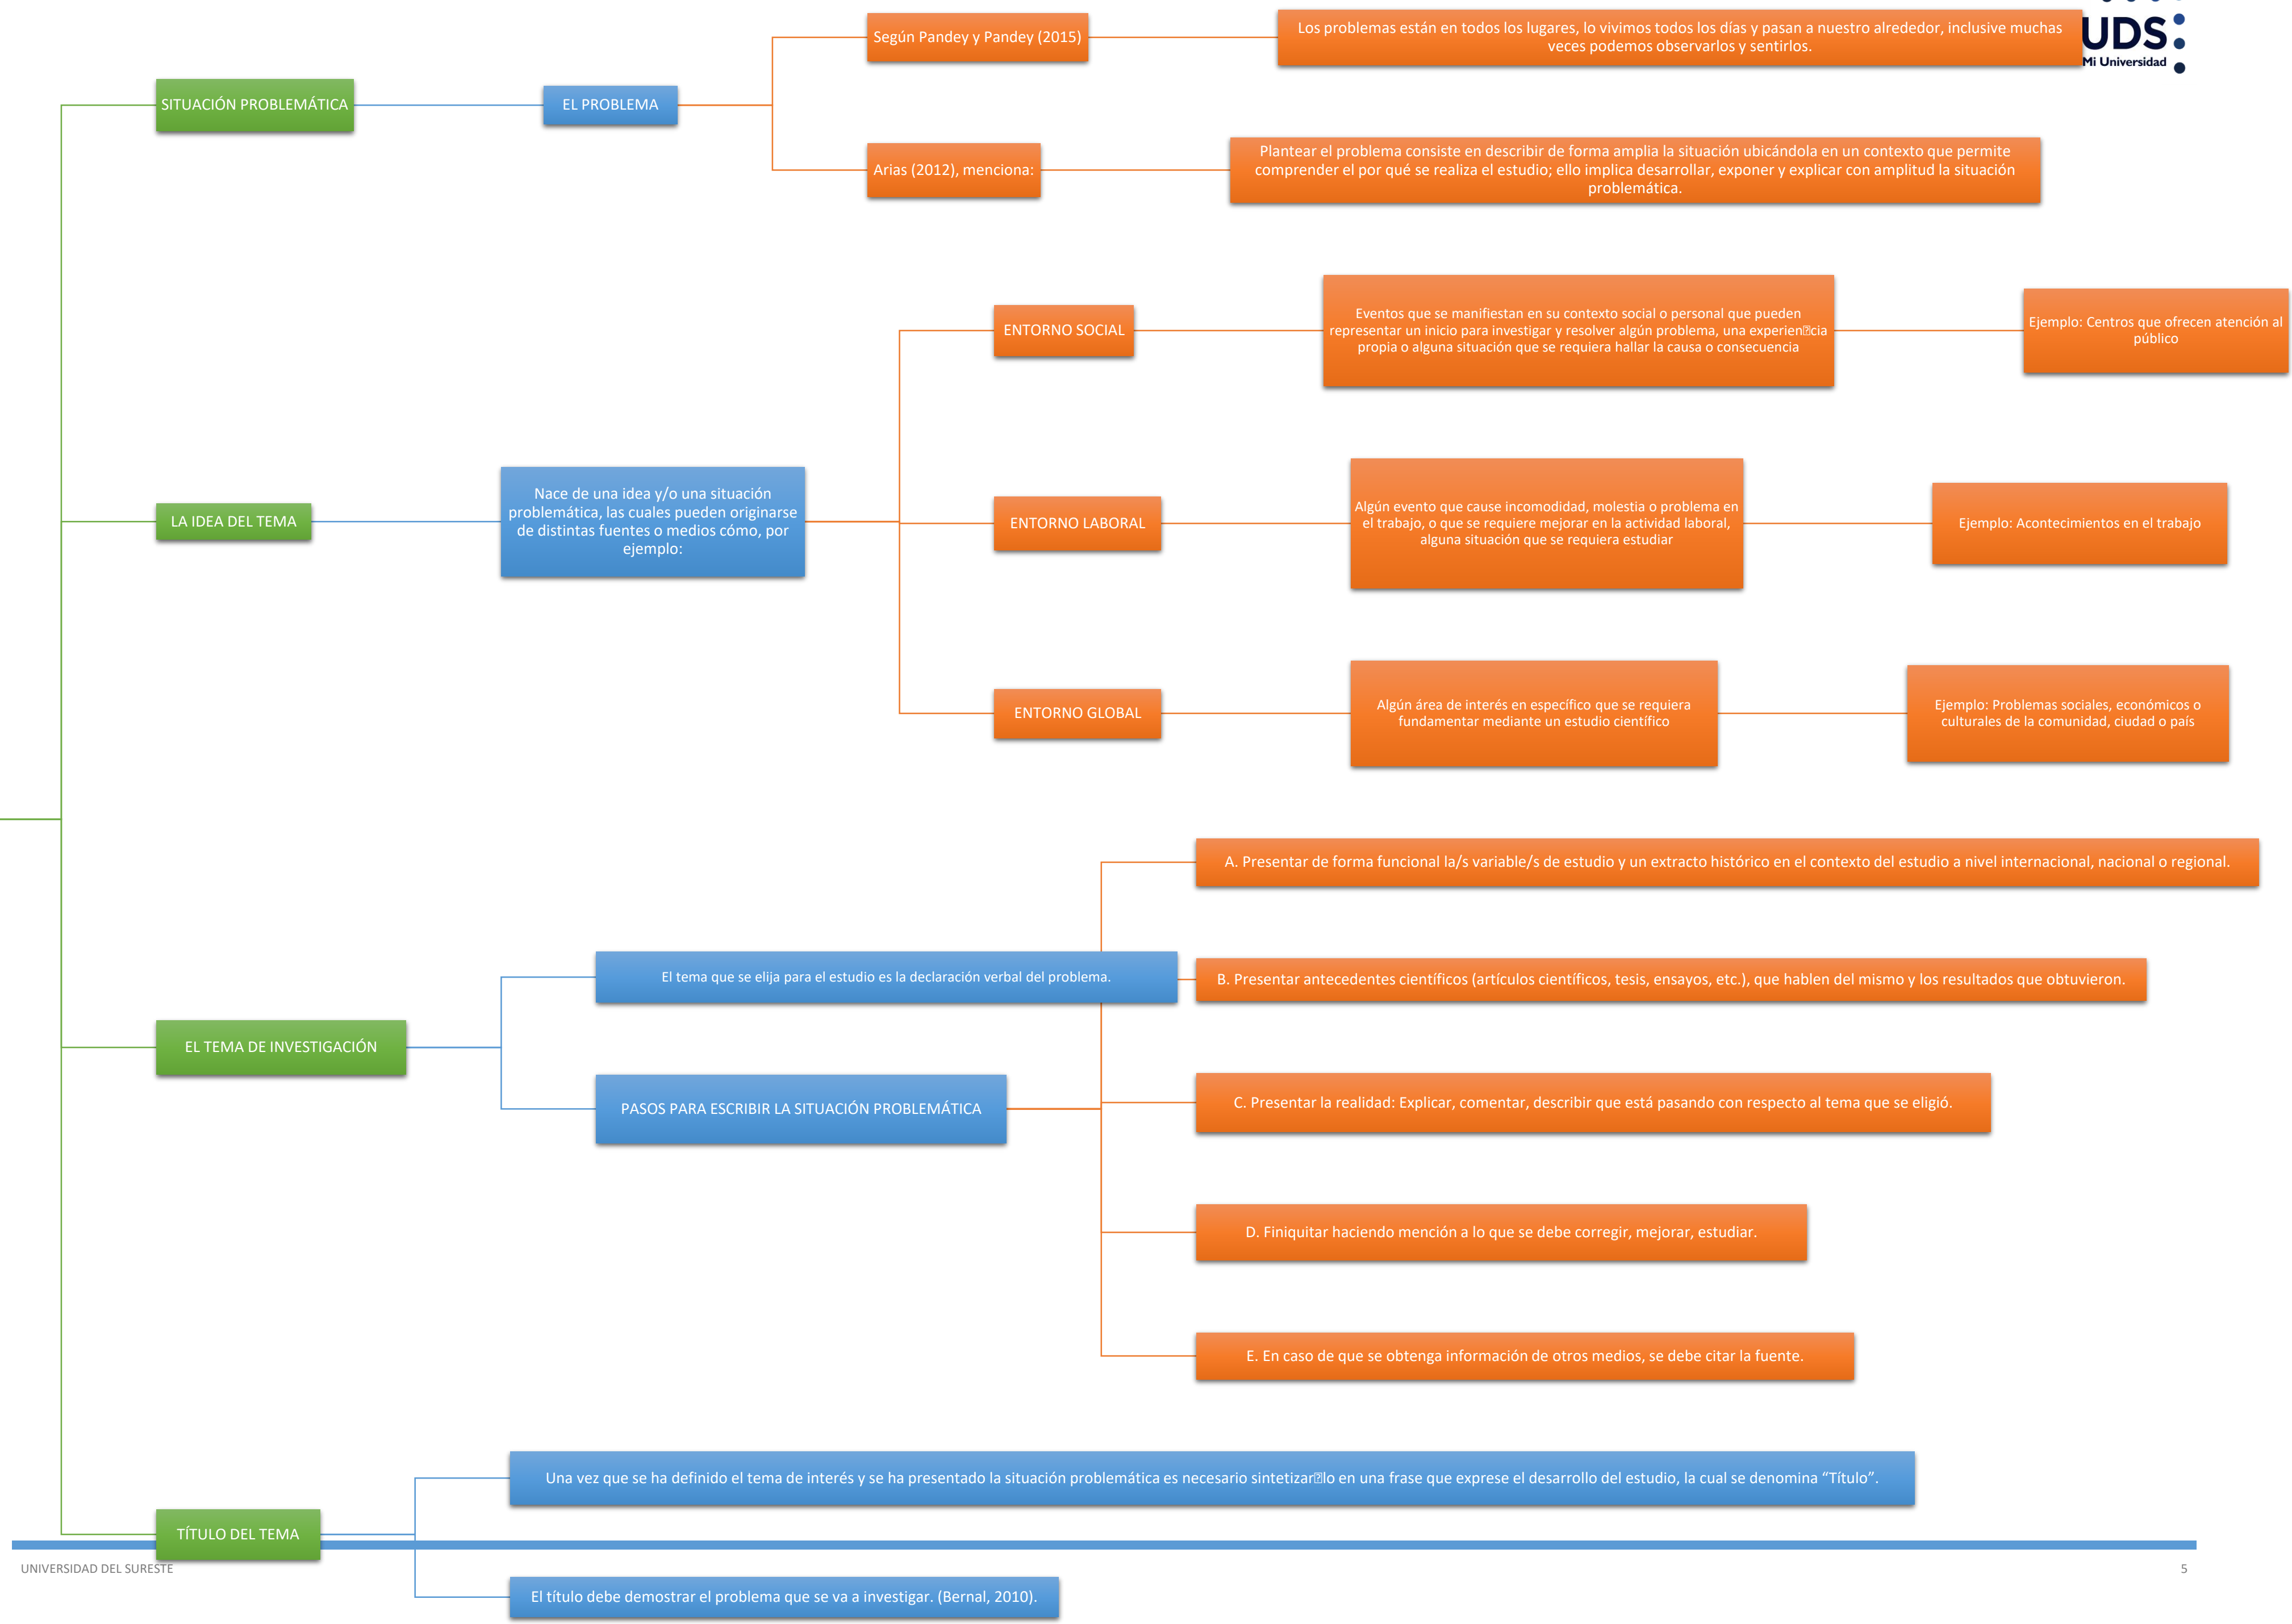 UDS
Mi Universidad
Según Pandey y Pandey (2015)
Los problemas están en todos los lugares, lo vivimos todos los días y pasan a nuestro alrededor, inclusive muchas
veces podemos observarlos y sentirlos.
SITUACIÓN PROBLEMÁTICA
EL PROBLEMA
Arias (2012), menciona:
Plantear el problema consiste en describir de forma amplia la situación ubicándola en un contexto que permite
comprender el por qué se realiza el estudio; ello implica desarrollar, exponer y explicar con amplitud la situación
problemática.
LA IDEA DEL TEMA
Nace de una idea y/o una situación
problemática, las cuales pueden originarse
de distintas fuentes o medios cómo, por
ejemplo:
ENTORNO SOCIAL
Eventos que se manifiestan en su contexto social o personal que pueden
representar un inicio para investigar y resolver algún problema, una experien⍰cia
propia o alguna situación que se requiera hallar la causa o consecuencia
Ejemplo: Centros que ofrecen atención al
público
ENTORNO LABORAL
Algún evento que cause incomodidad, molestia o problema en
el trabajo, o que se requiere mejorar en la actividad laboral,
alguna situación que se requiera estudiar
Ejemplo: Acontecimientos en el trabajo
ENTORNO GLOBAL
Algún área de interés en específico que se requiera
fundamentar mediante un estudio científico
Ejemplo: Problemas sociales, económicos o
culturales de la comunidad, ciudad o país
EL TEMA DE INVESTIGACIÓN
El tema que se elija para el estudio es la declaración verbal del problema.
PASOS PARA ESCRIBIR LA SITUACIÓN PROBLEMÁTICA
A. Presentar de forma funcional la/s variable/s de estudio y un extracto histórico en el contexto del estudio a nivel internacional, nacional o regional.
B. Presentar antecedentes científicos (artículos científicos, tesis, ensayos, etc.), que hablen del mismo y los resultados que obtuvieron.
C. Presentar la realidad: Explicar, comentar, describir que está pasando con respecto al tema que se eligió.
D. Finiquitar haciendo mención a lo que se debe corregir, mejorar, estudiar.
E. En caso de que se obtenga información de otros medios, se debe citar la fuente.
TÍTULO DEL TEMA
Una vez que se ha definido el tema de interés y se ha presentado la situación problemática es necesario sintetizar⍰lo en una frase que exprese el desarrollo del estudio, la cual se denomina “Título”.
El título debe demostrar el problema que se va a investigar. (Bernal, 2010).
UNIVERSIDAD DEL SURESTE
5